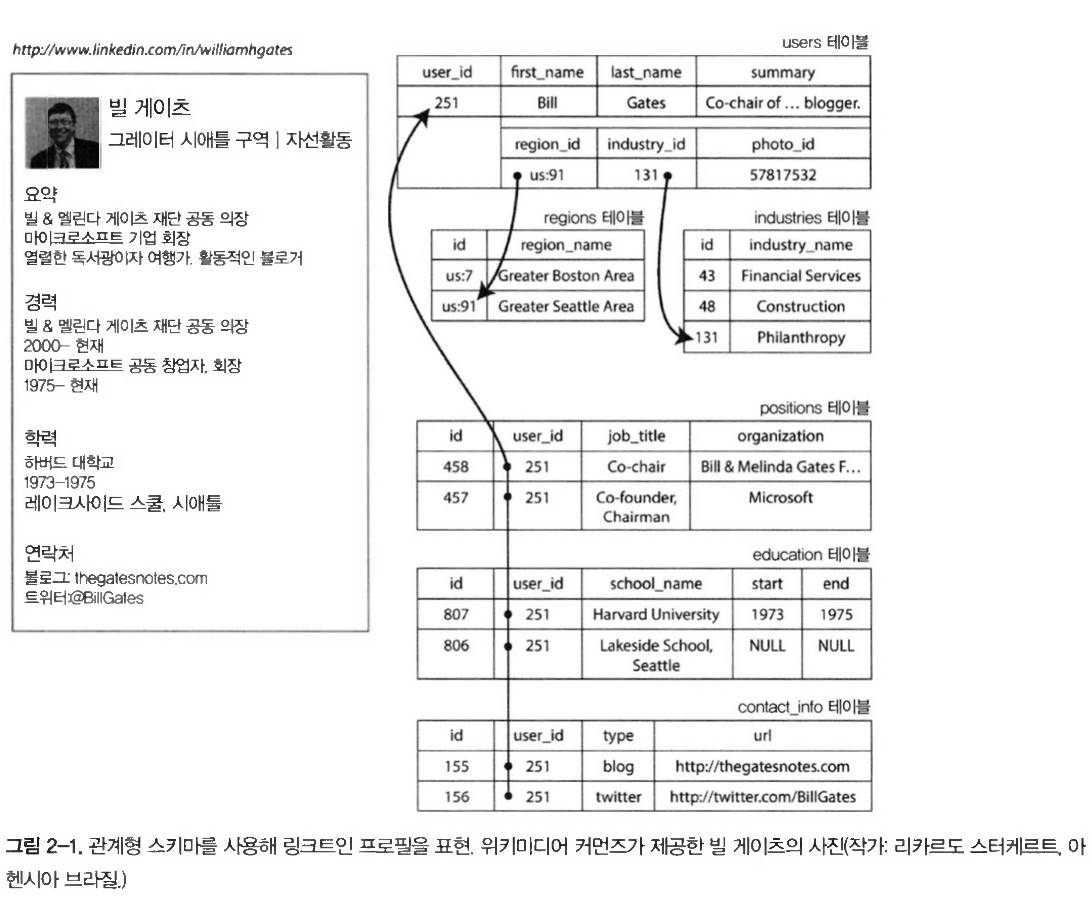 http://www.linkedin.com/in/williamhgates
빌 게이츠
그레이터 시애틀 구역 | 자선활동
요약
빌 & 멜린다 게이츠 재단 공동 의장
마이크로소프트 기업 회장
열렬한 독서광이자 여행가. 활동적인 블로거
경력
빌 & 멜린다 게이츠 재단 공동 의장
2000– 현재
마이크로소프트 공동 창업자, 회장
1975– 현재
학력
하버드 대학교
1973–1975
레이크사이드 스쿨, 시애틀
연락처
블로그: thegatesnotes.com
트위터:@BillGates
users 테이블
user_id first_name last_name summary
251 Bill Gates Co-chair of … blogger.
region_id industry_id photo_id
us:91 131 57817532
regions 테이블
id region_name
us:7 Greater Boston Area
us:91 Greater Seattle Area
industries 테이블
id industry_name
43 Financial Services
48 Construction
131 Philanthropy
positions 테이블
id user_id job_title organization
458 251 Co-chair Bill & Melinda Gates F…
457 251 Co-founder, Microsoft
Chairman
education 테이블
id user_id school_name start end
807 251 Harvard University 1973 1975
806 251 Lakeside School, NULL NULL
Seattle
contact_info 테이블
id user_id type url
155 251 blog http://thegatesnotes.com
156 251 twitter http://twitter.com/BillGates
그림 2–1. 관계형 스키마를 사용해 링크트인 프로필을 표현. 위키미디어 커먼즈가 제공한 빌 게이츠의 사진(작가: 리카르도 스터케르트, 아
헨시아 브라질.)